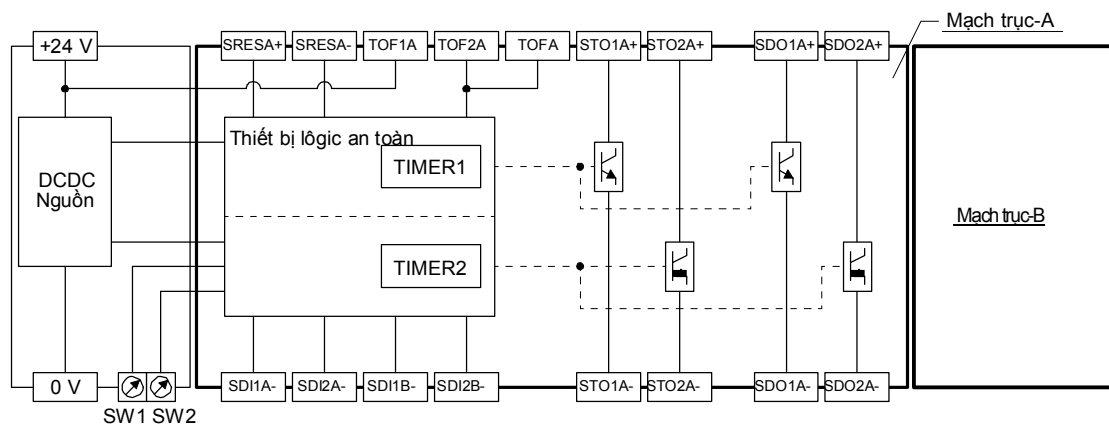 Mạch trục-A
+24 V
SRESA+
SRESA-
TOF1A
TOF2A
TOFA
STO1A+
STO2A+
SDO1A+
SDO2A+
Thiết bị lôgic an toàn
TIMER1
DCDC
Nguồn
Mạch trục-B
TIMER2
0 V
SDI1A-
SDI2A-
SDI1B-
SDI2B-
STO1A-
STO2A-
SDO1A-
SDO2A-
SW1 SW2